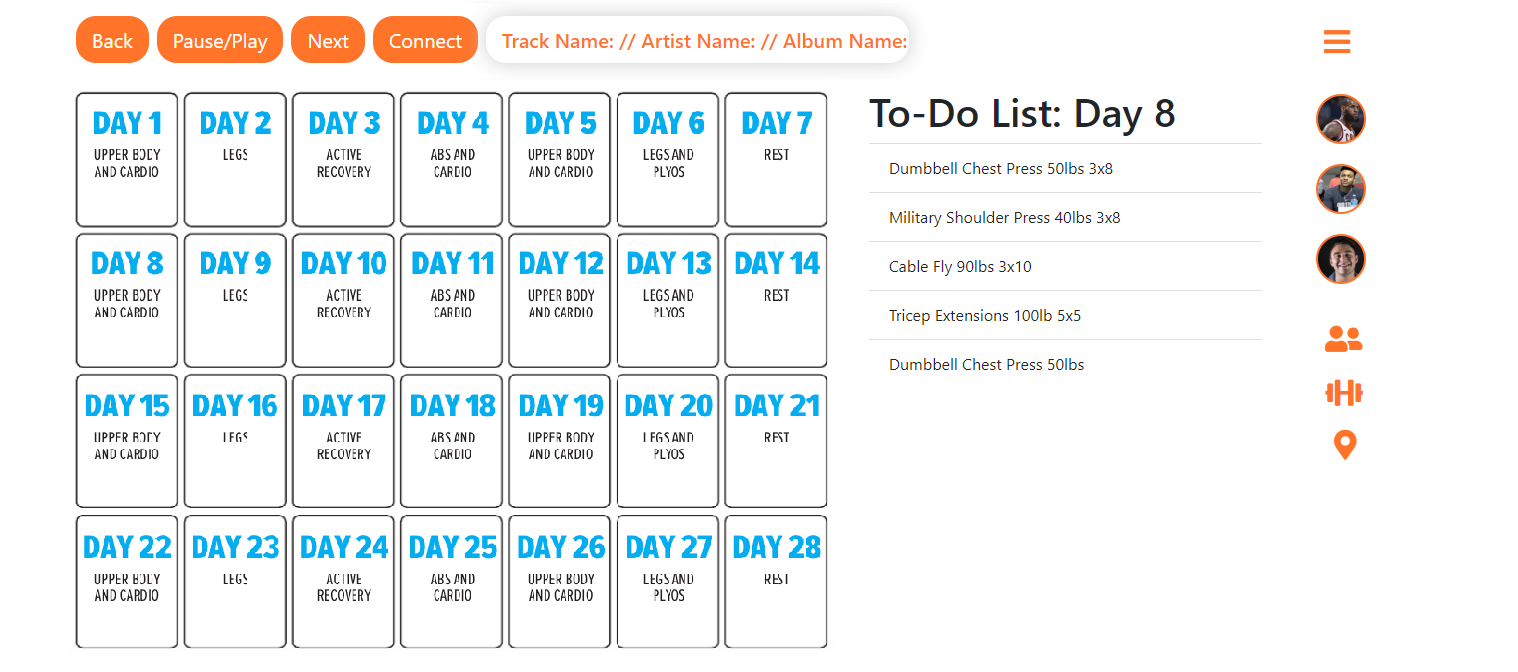 Back Pause/Play Next Connect Track Name: // Artist Name: // Album Name:
DAY 1 DAY 2 DAY 3 DAY 4 DAY 5 DAY 6 DAY 7
UPPER BODY LEGS ACTIVE ABS AND UPPER BODY LEGS AND REST
AND CARDIO RECOVERY CARDIO AND CARDIO PLYOS
DAY 8 DAY 9 DAY 10 DAY 11 DAY 12 DAY 13 DAY 14
UPPER BODY LEGS ACTIVE ABS AND UPPER BODY LEGS AND REST
AND CARDIO RECOVERY CARDIO AND CARDIO PLYOS
DAY 15 DAY 16 DAY 17 DAY 18 DAY 19 DAY 20 DAY 21
UPPER BODY LEGS ACTIVE ABS AND UPPER BODY LEGS AND REST
AND CARDIO RECOVERY CARDIO AND CARDIO PLYOS
DAY 22 DAY 23 DAY 24 DAY 25 DAY 26 DAY 27 DAY 28
UPPER BODY LEGS ACTIVE ABS AND UPPER BODY LEGS AND REST
AND CARDIO RECOVERY CARDIO AND CARDIO PLYOS
To-Do List: Day 8
Dumbbell Chest Press 50lbs 3x8
Military Shoulder Press 40lbs 3x8
Cable Fly 90lbs 3x10
Tricep Extensions 100lb 5x5
Dumbbell Chest Press 50lbs